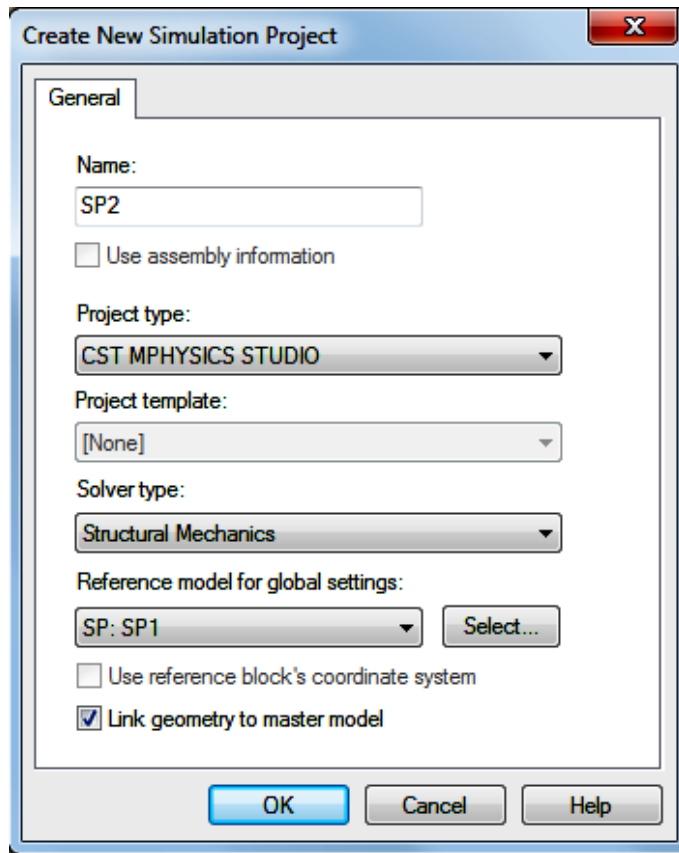 Create New Simulation Project
General
Name:
SP2
Use assembly information
Project type:
CST MPHYSICS STUDIO
Project template:
[None]
Solver type:
Structural Mechanics
Reference model for global settings:
SP: SP1 Select...
Use reference block's coordinate system
Link geometry to master model
OK Cancel Help